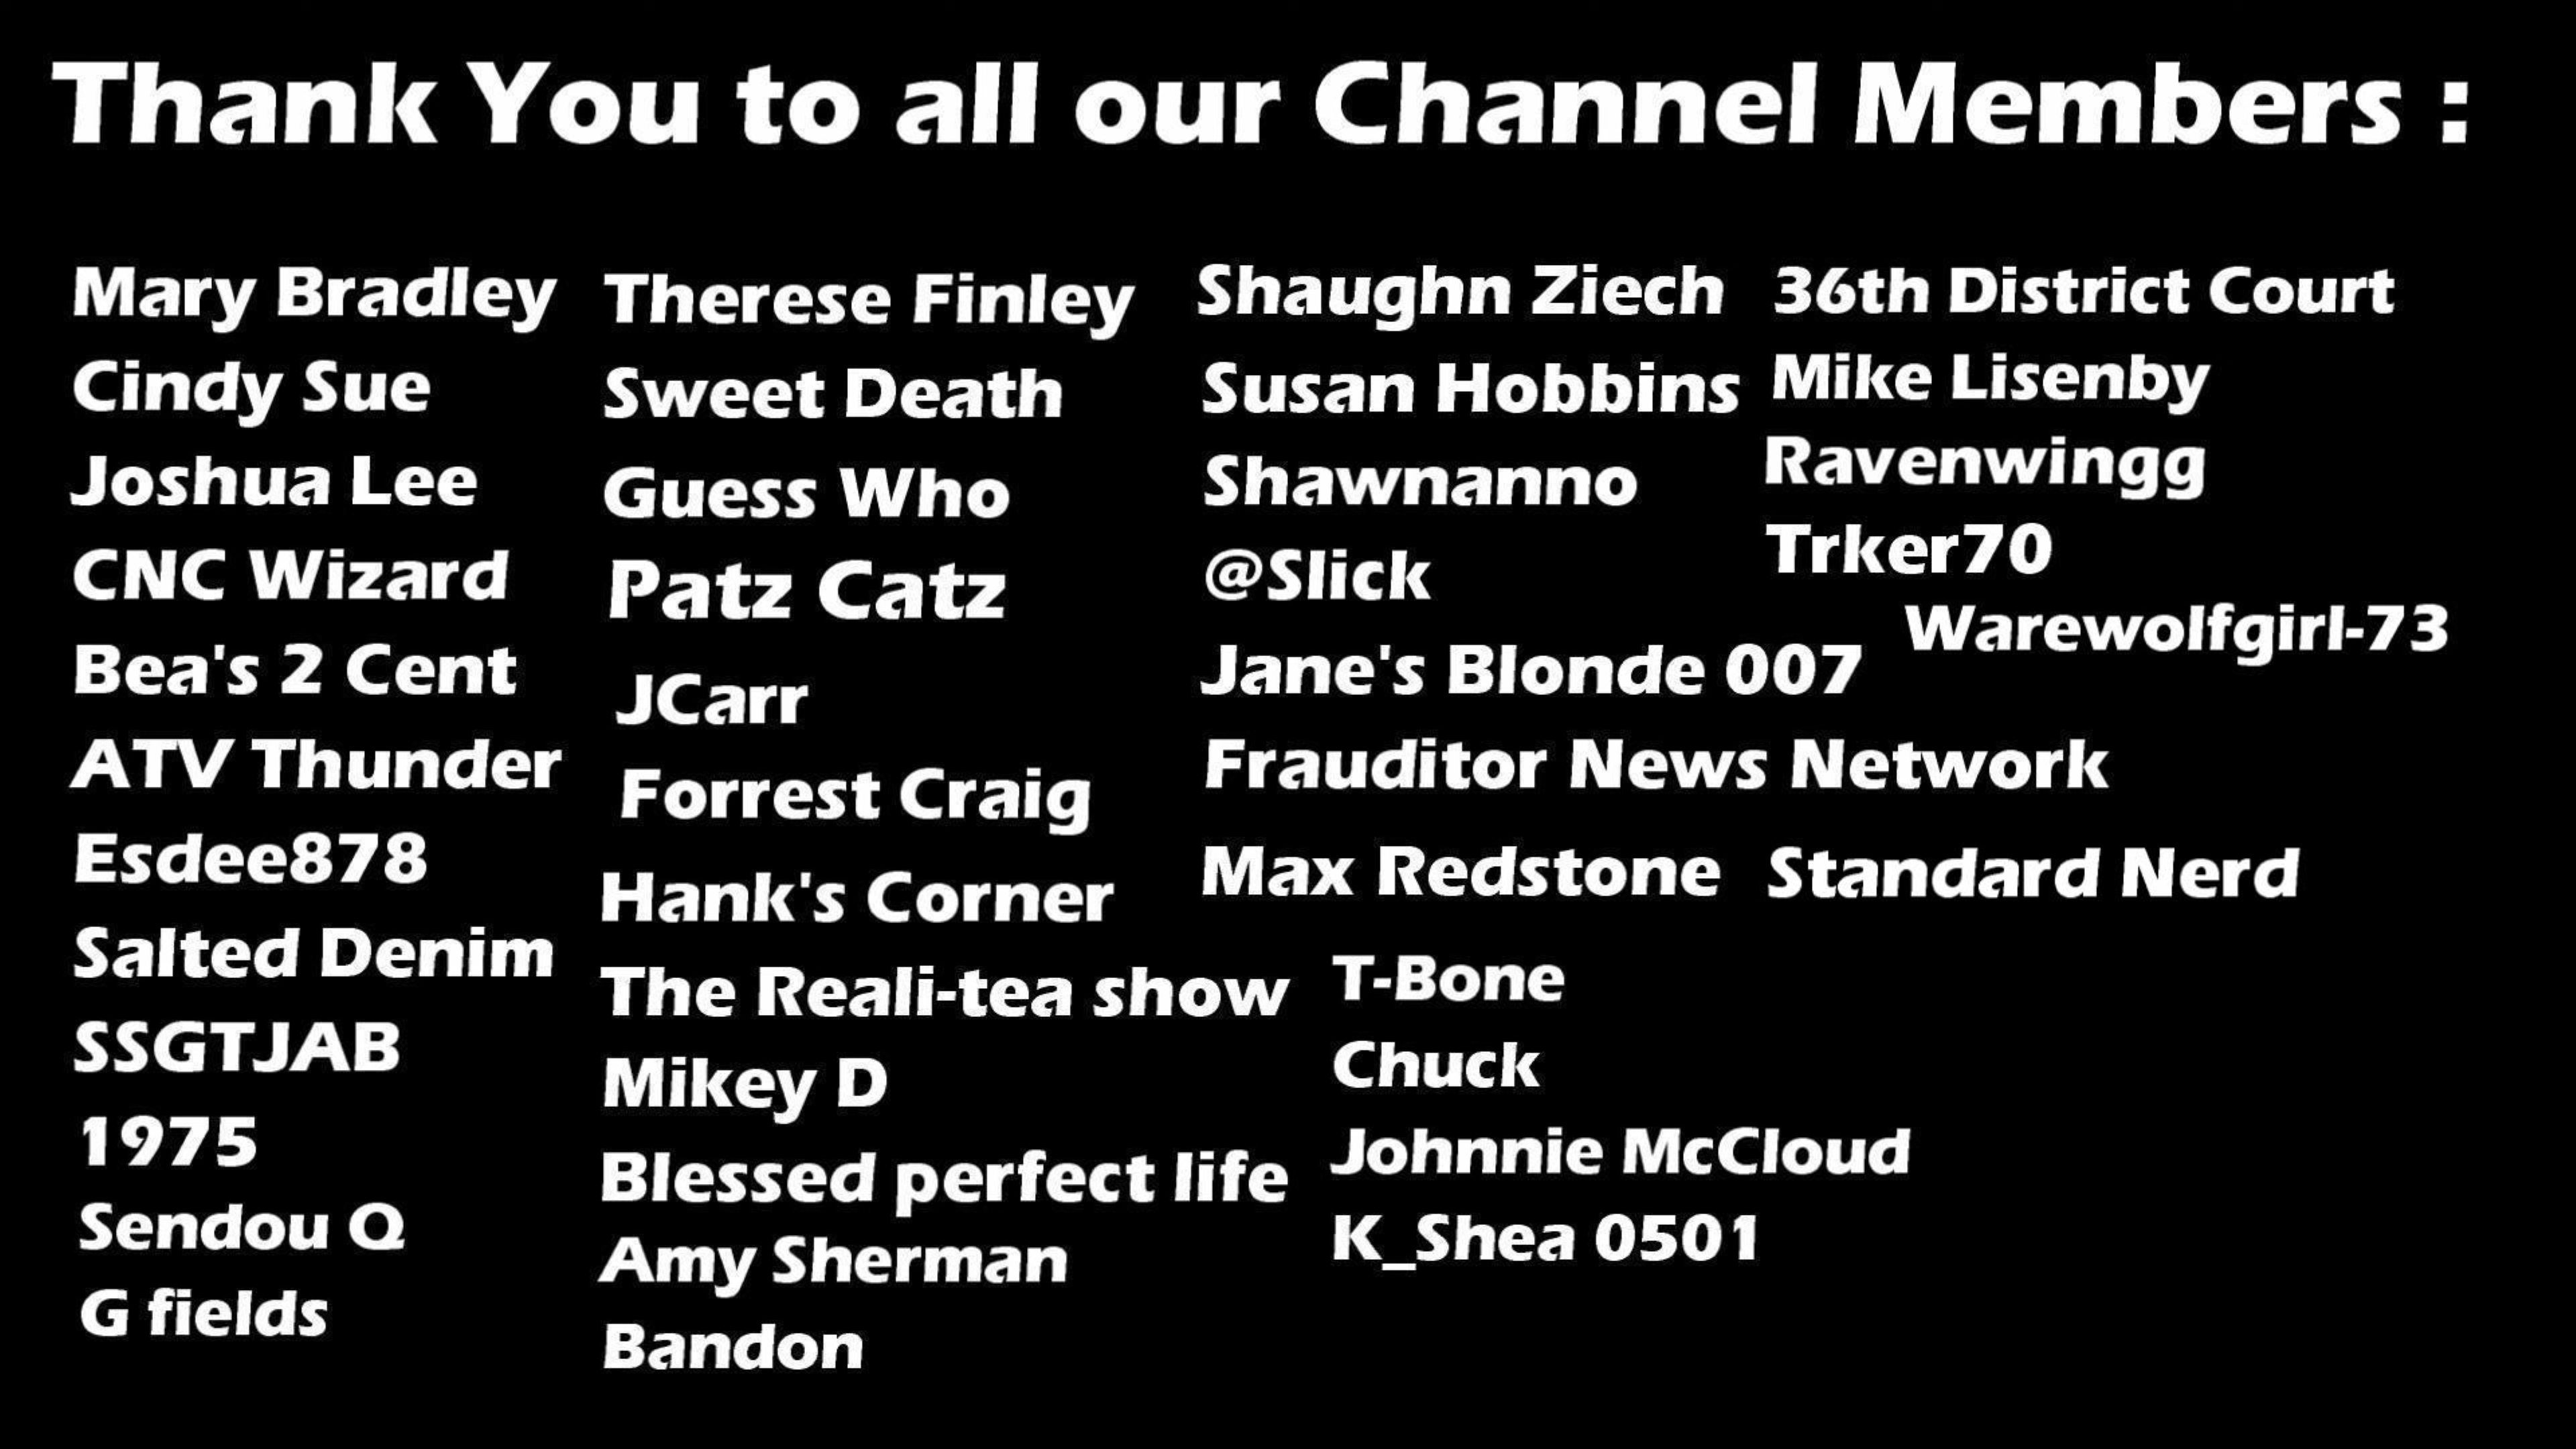 Thank You to all our Channel Members :
Mary Bradley
Cindy Sue
Joshua Lee
CNC Wizard
Bea's 2 Cent
ATV Thunder
Esdee878
Salted Denim
SSGTJAB
1975
Sendou Q
G fields
Therese Finley
Sweet Death
Guess Who
Patz Catz
JCarr
Forrest Craig
Hank's Corner
The Reali-tea show
Mikey D
Blessed perfect life
Amy Sherman
Bandon
Shaughn Ziech
Susan Hobbins
Shawnanno
@Slick
Jane's Blonde 007
Frauditor News Network
Max Redstone
T-Bone
Chuck
Johnnie McCloud
K_Shea 0501
36th District Court
Mike Lisenby
Ravenwingg
Trker70
Warewolfgirl-73
Standard Nerd